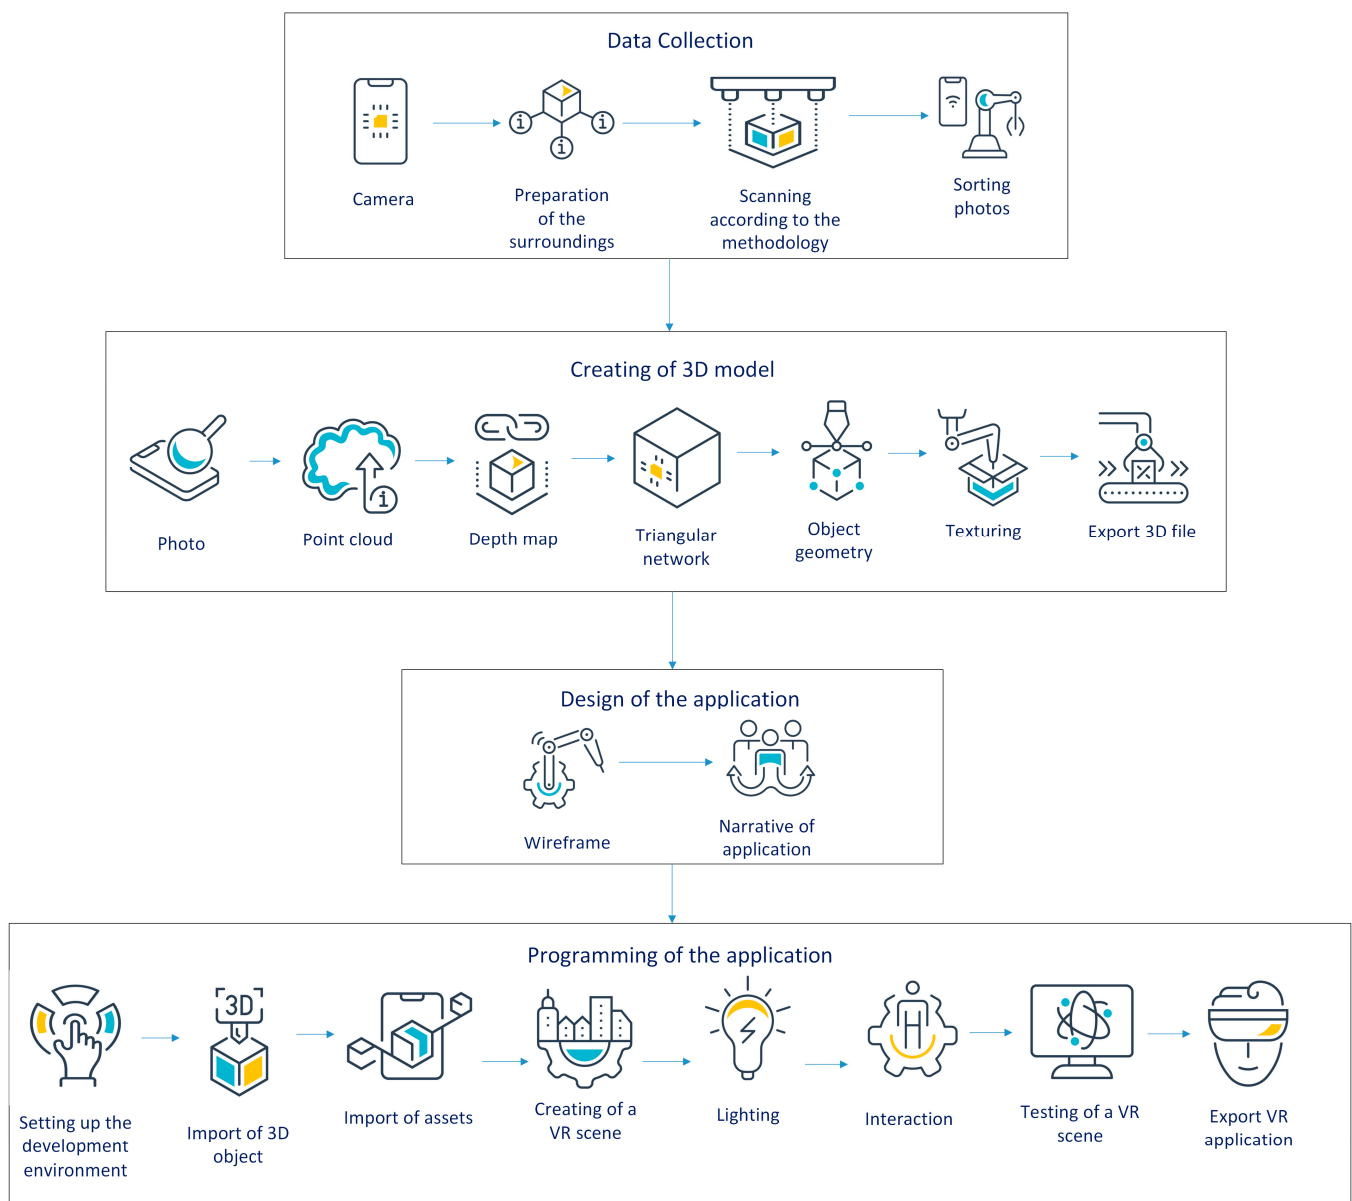 Data Collection
Camera
Preparation
of the
surroundings
Scanning
according to the
methodology
Sorting
photos
Creating of 3D model
Photo
Point cloud
Depth map
Triangular
network
Object
geometry
Texturing
Export 3D file
Design of the application
Wireframe
Narrative of
application
Programming of the application
3D
Setting up the
development
environment
Import of 3D
object
Import of assets
Creating of a
VR scene
Lighting
Interaction
Testing of a VR
scene
Export VR
application